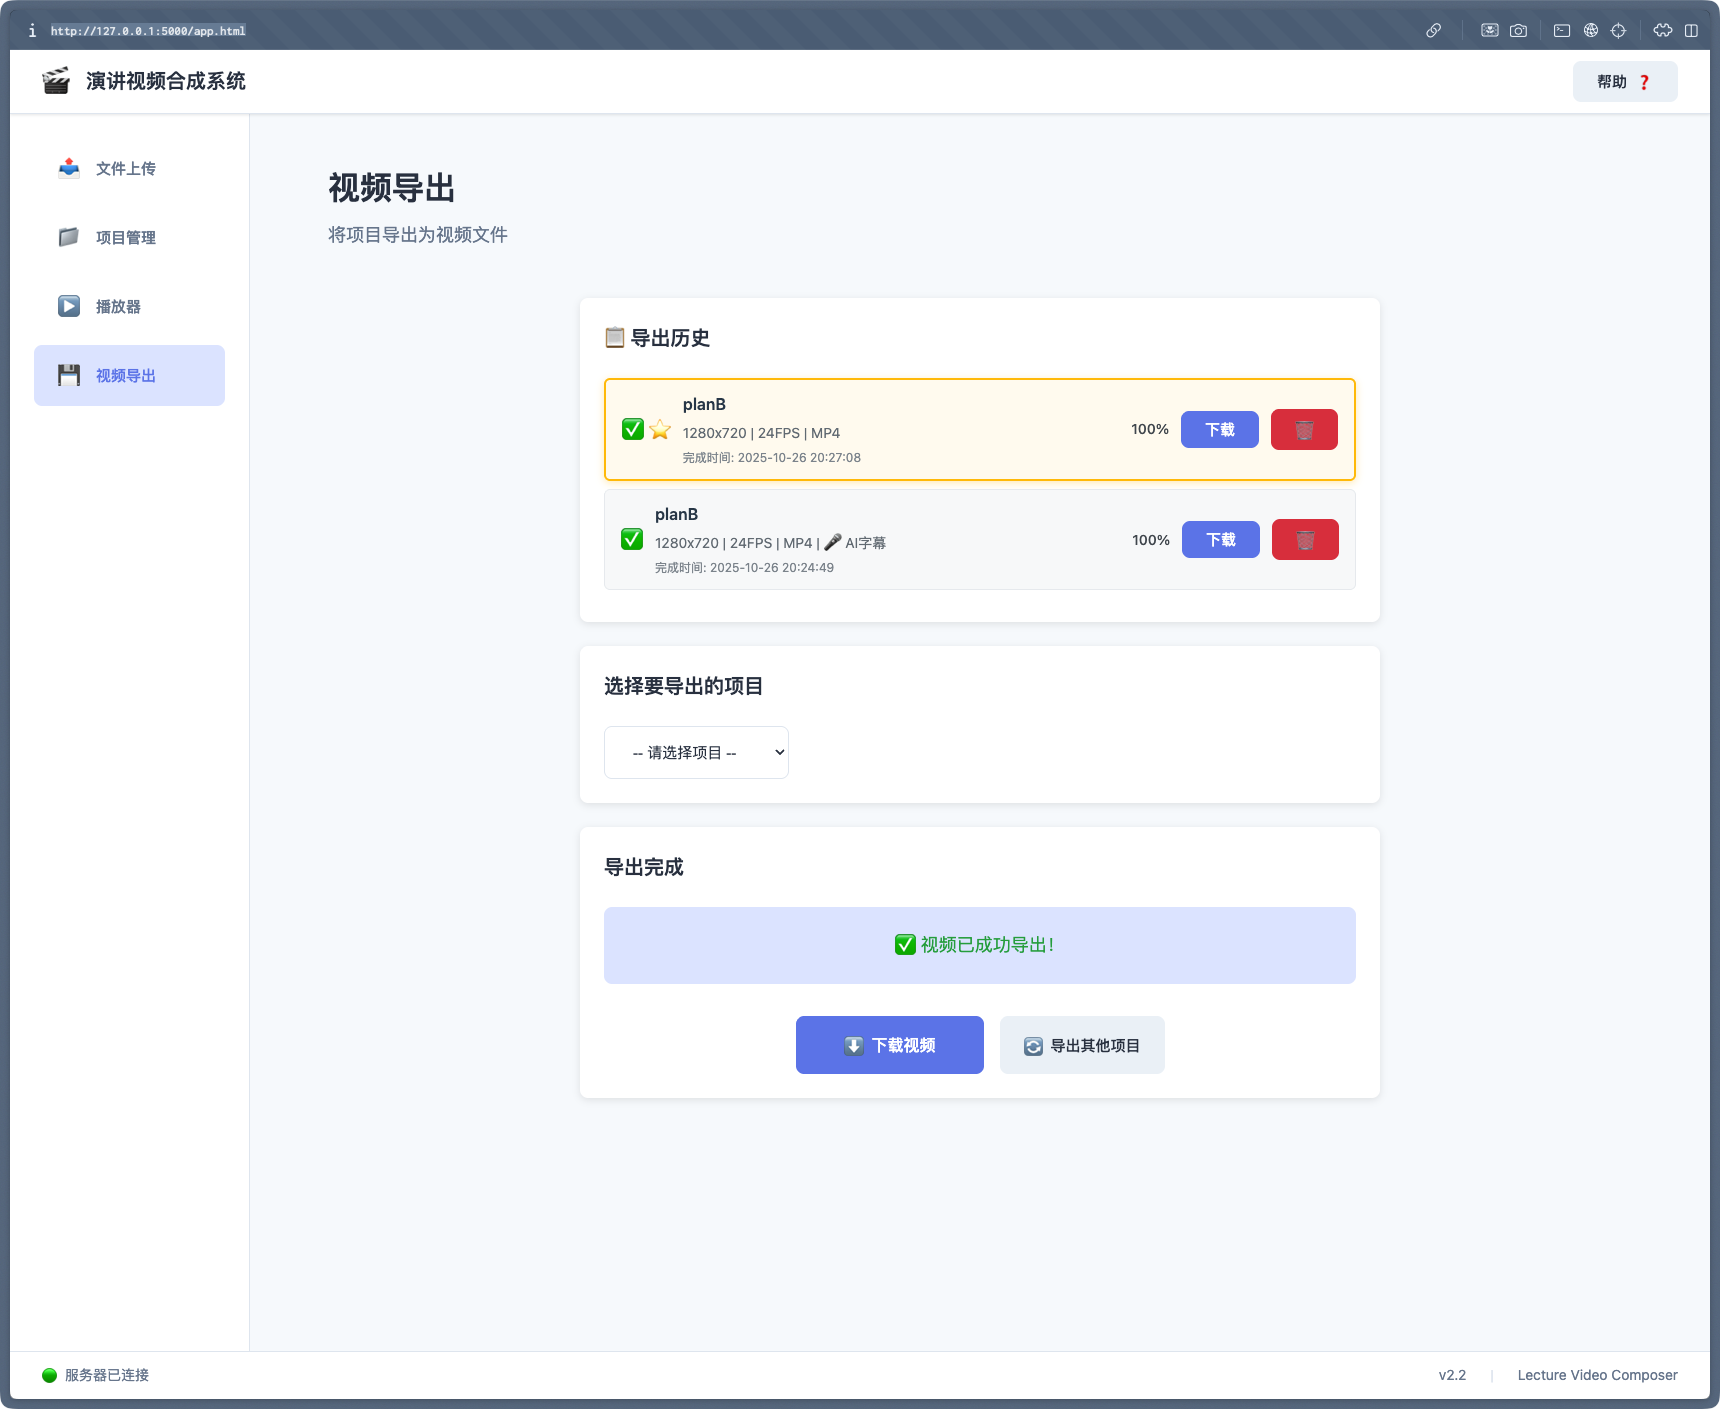 http://127.0.0.1:5000/app.html
演讲视频合成系统
帮助 ❓
文件上传
项目管理
播放器
视频导出
视频导出
将项目导出为视频文件
导出历史
planB
1280x720 | 24FPS | MP4
完成时间: 2025-10-26 20:27:08
100%
下载
planB
1280x720 | 24FPS | MP4 | 🎤 AI字幕
完成时间: 2025-10-26 20:24:49
100%
下载
选择要导出的项目
-- 请选择项目 --
导出完成
✅ 视频已成功导出!
下载视频
导出其他项目
服务器已连接
v2.2 | Lecture Video Composer